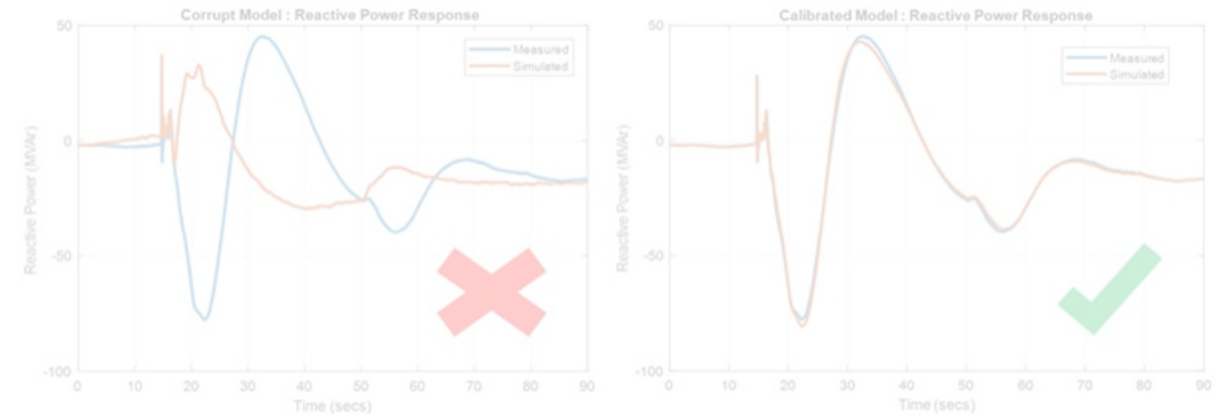 Corrupt Model : Reactive Power Response
50
0
-50
-100
Reactive Power (MVAr)
Measured
Simulated
0 10 20 30 40 50 60 70 80 90
Time (secs)
Calibrated Model : Reactive Power Response
50
0
-50
-100
Reactive Power (MVAr)
Measured
Simulated
0 10 20 30 40 50 60 70 80 90
Time (secs)